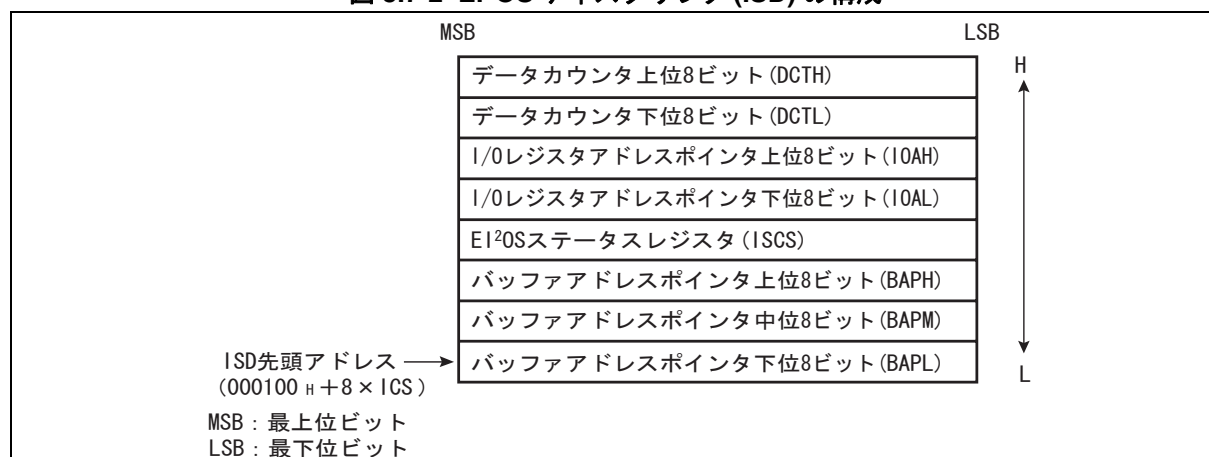 MSB LSB
データカウンタ上位8ビット(DCTH) H
データカウンタ下位8ビット(DCTL)
I/Oレジスタアドレスポインタ上位8ビット(IOAH)
I/Oレジスタアドレスポインタ下位8ビット(IOAL)
EI²OSステータスレジスタ(ISCS)
バッファアドレスポインタ上位8ビット(BAPH)
バッファアドレスポインタ中位8ビット(BAPM)
ISD先頭アドレス バッファアドレスポインタ下位8ビット(BAPL) L
(000100 H+8×ICS)
MSB：最上位ビット
LSB：最下位ビット